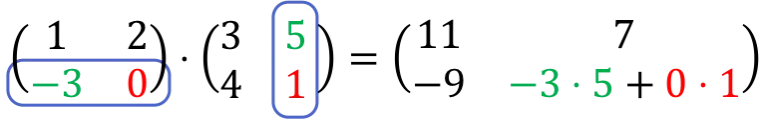 (1 2) · (3 5) = (11 7)
(-3 0) (4 1) (-9 -3 · 5 + 0 · 1)